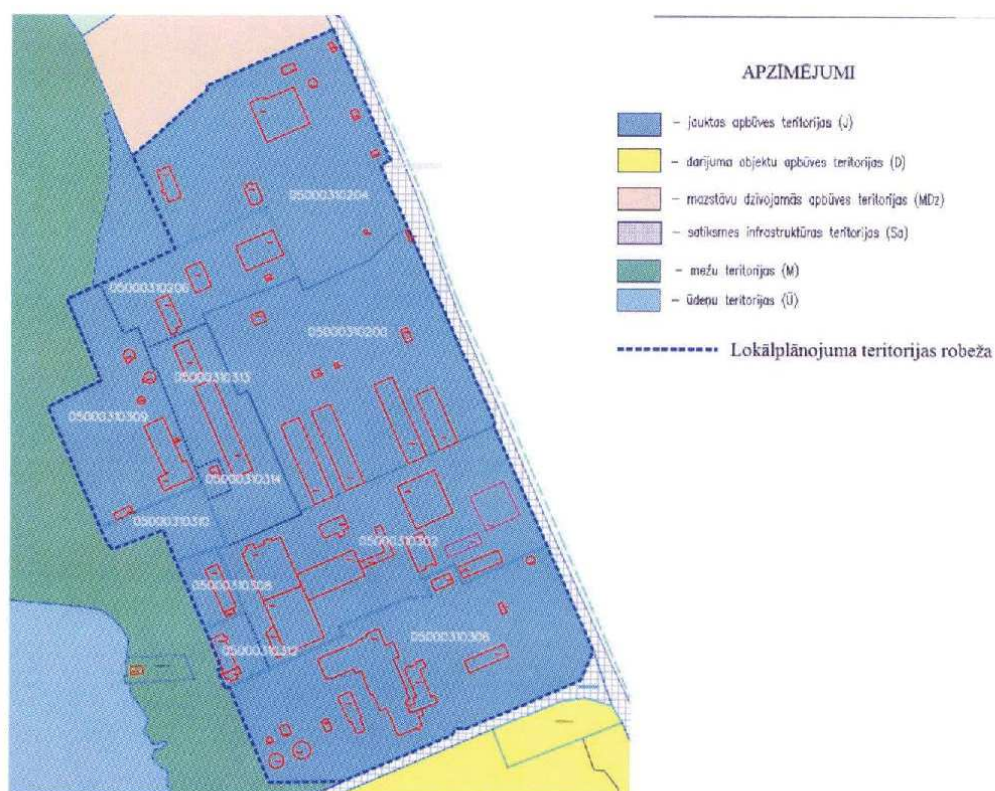 APZĪMĒJUMI
– jauktas apbūves teritorijas (J)
– darījuma objektu apbūves teritorijas (D)
– mazstāvu dzīvojamās apbūves teritorijas (MDz)
– satiksmes infrastruktūras teritorijas (Sa)
– mežu teritorijas (M)
– ūdeņu teritorijas (Ū)
Lokālplānojuma teritorijas robeža
05000310204
05000310206
05000310200
05000310313
05000310309
05000310314
05000310310
05000310302
05000310308
05000310306
05000310312